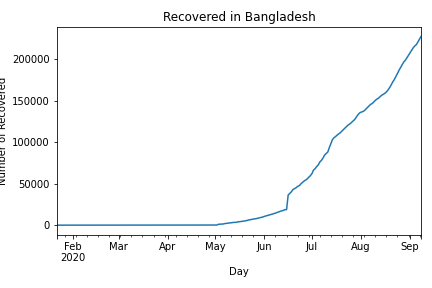 Recovered in Bangladesh
Number of Recovered
200000
150000
100000
50000
0
Feb Mar Apr May Jun Jul Aug Sep
2020
Day